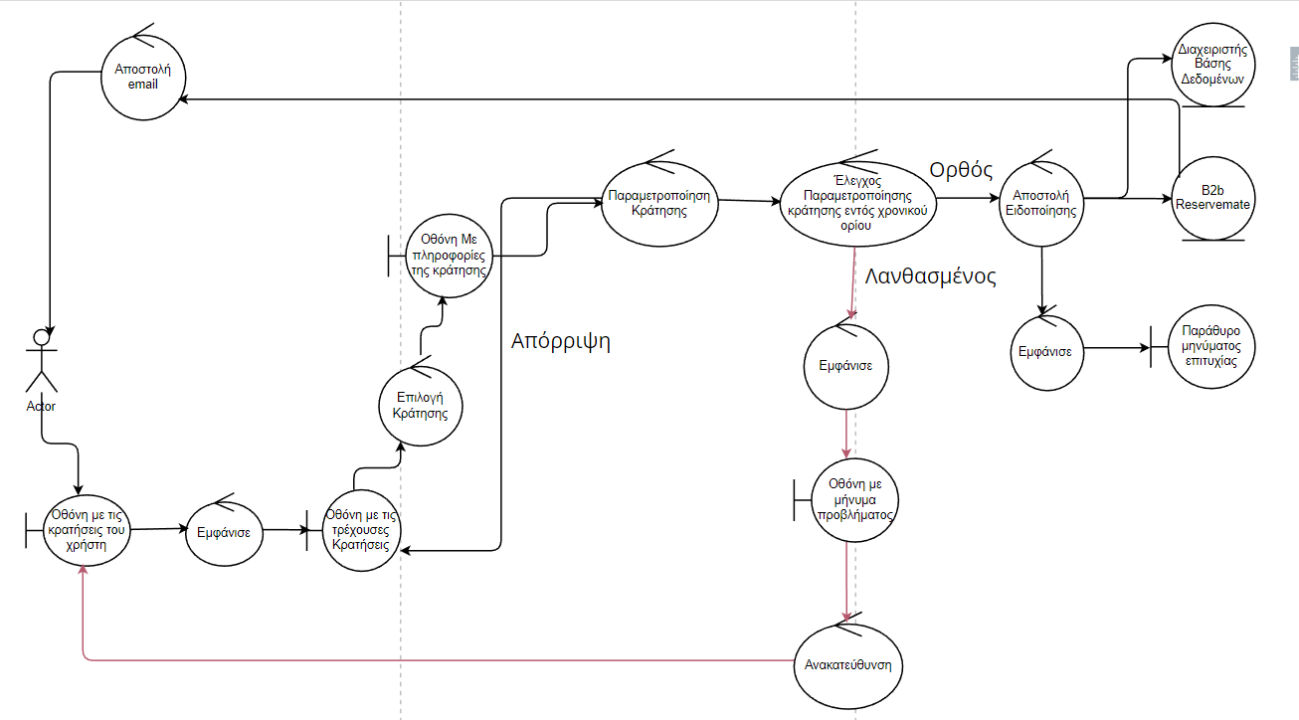 Αποστολή
email
Διαχειριστής
Βάσης
Δεδομένων
Παραμετροποίηση
Κράτησης
Έλεγχος
Παραμετροποίησης
κράτησης εντός χρονικού
ορίου
Ορθός
Αποστολή
Ειδοποίησης
B2b
Reservemate
Οθόνη Με
πληροφορίες
της κράτησης
Λανθασμένος
Απόρριψη
Εμφάνισε
Εμφάνισε
Παράθυρο
μηνύματος
επιτυχίας
Actor
Επιλογή
Κράτησης
Οθόνη με τις
κρατήσεις του
χρήστη
Εμφάνισε
Οθόνη με τις
τρέχουσες
Κρατήσεις
Οθόνη με
μήνυμα
προβλήματος
Ανακατεύθυνση